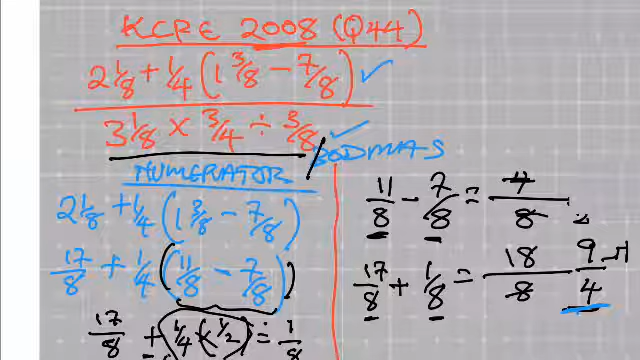 KCPE 2008 (Q44)
2 1/8 + 1/4 (1 3/8 - 7/8) ✓
3 1/8 × 3/4 ÷ 3/8 ✓
/BODMAS
NUMERATOR
2 1/8 + 1/4 (1 3/8 - 7/8)
17/8 + 1/4 (11/8 - 7/8)
17/8 + (1/4 × 1/2) = 1/8
11/8 - 7/8 = 4/8
17/8 + 1/8 = 18/8 9/4